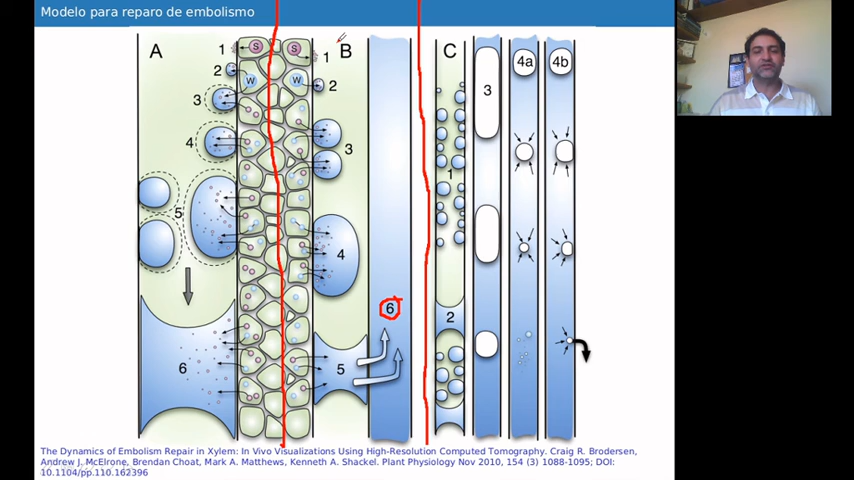 Modelo para reparo de embolismo
A
B
C
1
S
S
1
2
W
W
2
3
4
5
6
3
4
5
6
1
2
3
4a
4b
The Dynamics of Embolism Repair in Xylem: In Vivo Visualizations Using High-Resolution Computed Tomography. Craig R. Brodersen,
Andrew J. McElrone, Brendan Choat, Mark A. Matthews, Kenneth A. Shackel. Plant Physiology Nov 2010, 154 (3) 1088-1095; DOI:
10.1104/pp.110.162396